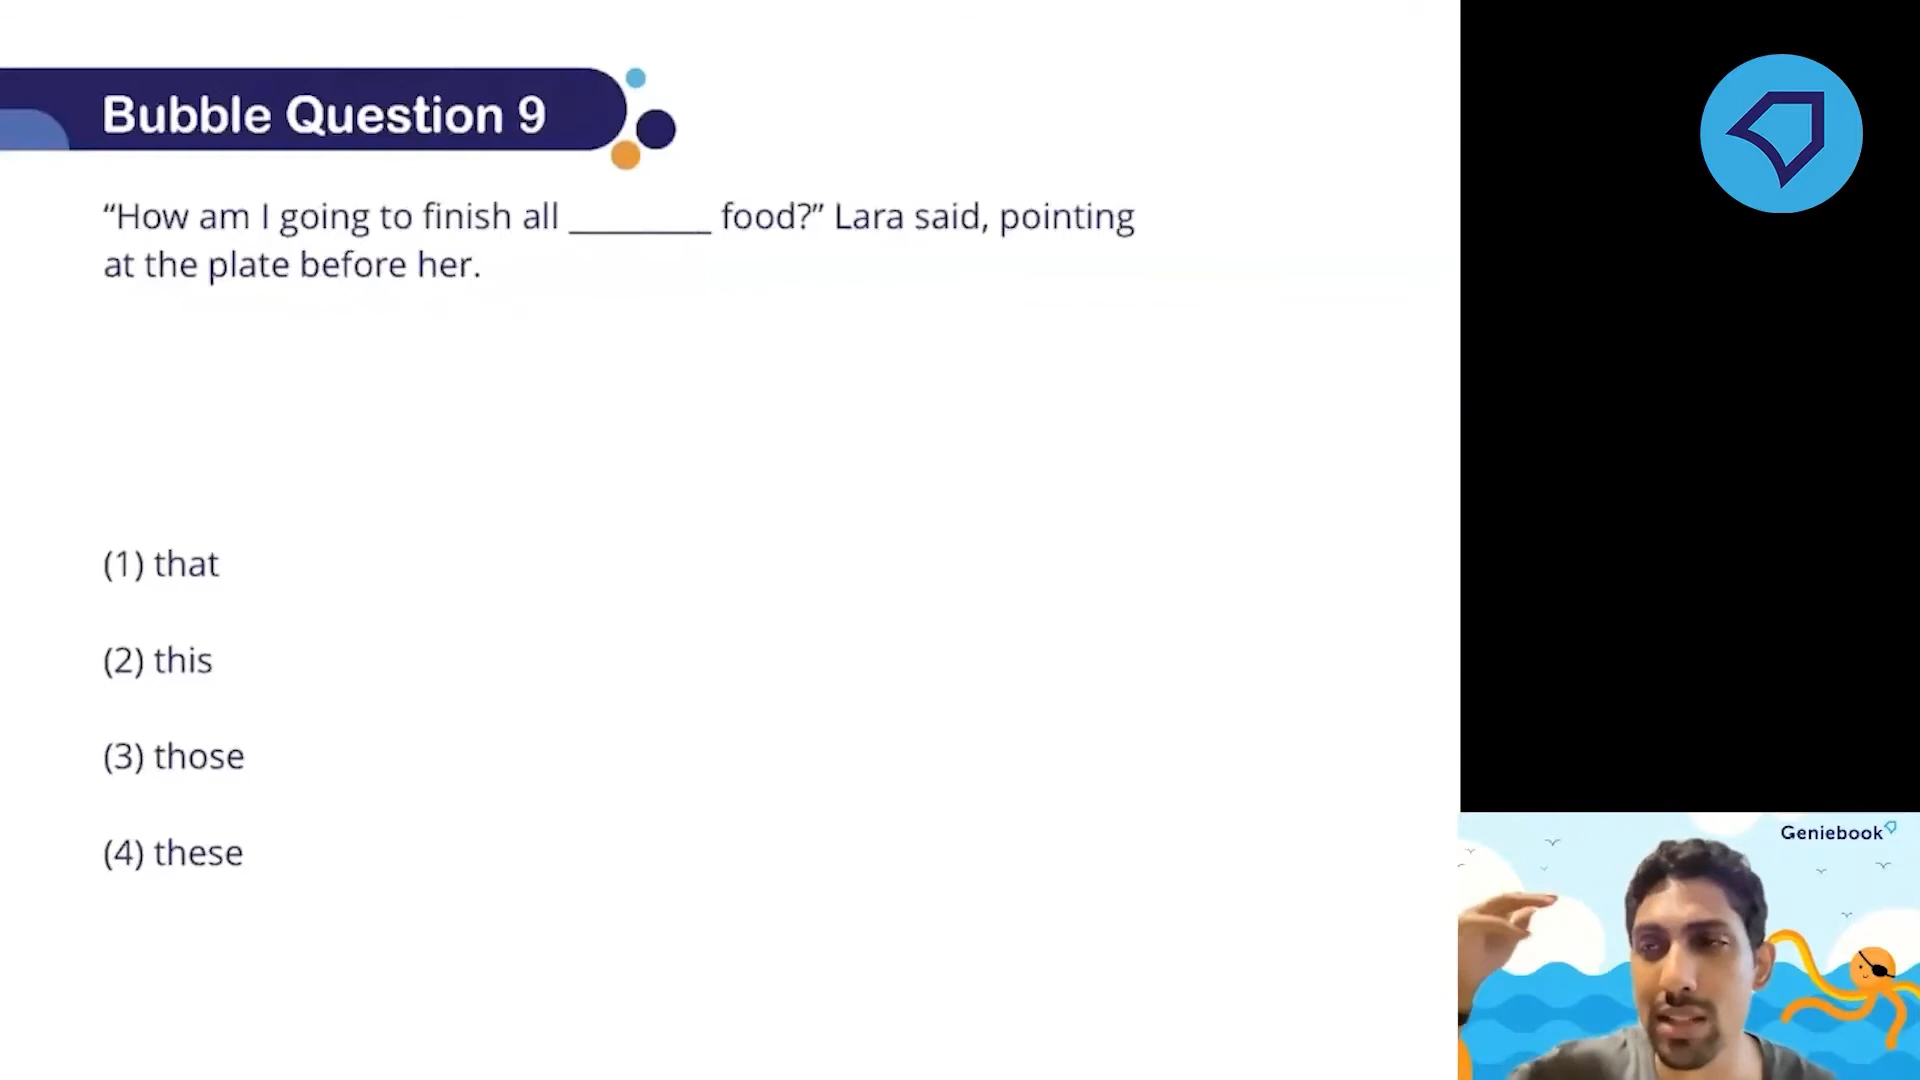 Bubble Question 9
“How am I going to finish all ________ food?” Lara said, pointing
at the plate before her.
(1) that
(2) this
(3) those
(4) these
Geniebook